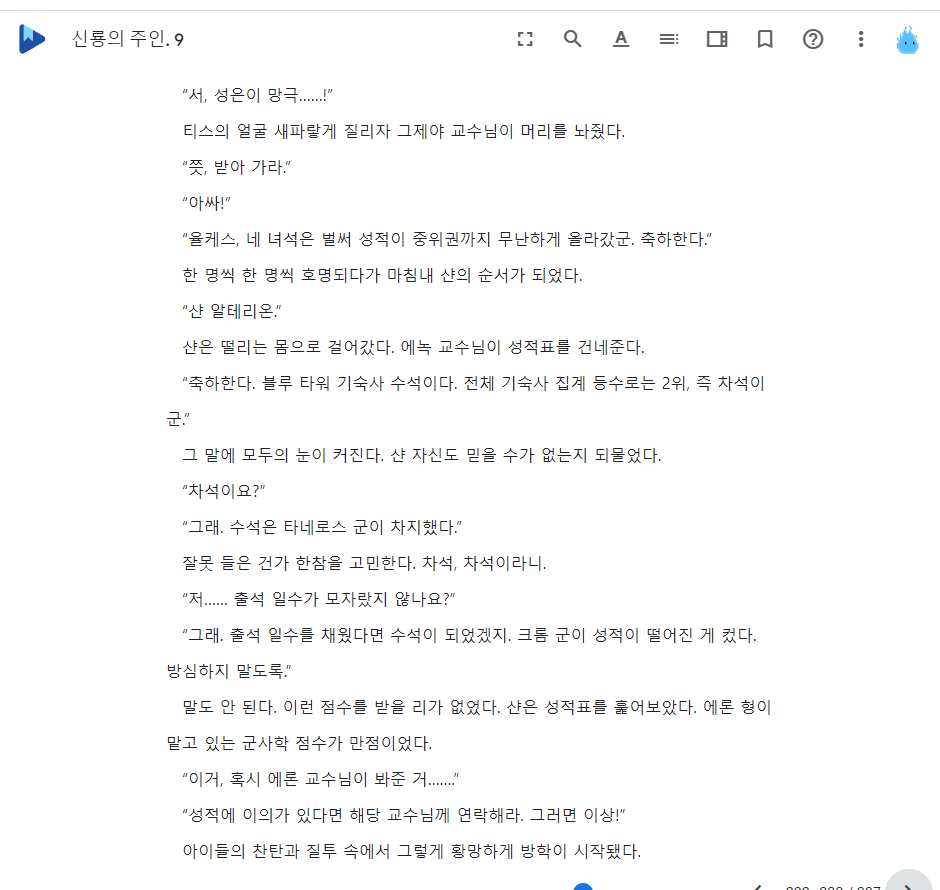 신룡의 주인. 9
“서, 성은이 망극......!”
티스의 얼굴 새파랗게 질리자 그제야 교수님이 머리를 놔줬다.
“쯧, 받아 가라.”
“아싸!”
“율케스, 네 녀석은 벌써 성적이 중위권까지 무난하게 올라갔군. 축하한다.”
한 명씩 한 명씩 호명되다가 마침내 샨의 순서가 되었다.
“샨 알테리온.”
샨은 떨리는 몸으로 걸어갔다. 에녹 교수님이 성적표를 건네준다.
“축하한다. 블루 타워 기숙사 수석이다. 전체 기숙사 집계 등수로는 2위, 즉 차석이
군.”
그 말에 모두의 눈이 커진다. 샨 자신도 믿을 수가 없는지 되물었다.
“차석이요?”
“그래. 수석은 타네로스 군이 차지했다.”
잘못 들은 건가 한참을 고민한다. 차석, 차석이라니.
“저...... 출석 일수가 모자랐지 않나요?”
“그래. 출석 일수를 채웠다면 수석이 되었겠지. 크롬 군이 성적이 떨어진 게 컸다.
방심하지 말도록.”
말도 안 된다. 이런 점수를 받을 리가 없었다. 샨은 성적표를 훑어보았다. 에론 형이
맡고 있는 군사학 점수가 만점이었다.
“이거, 혹시 에론 교수님이 봐준 거.......”
“성적에 이의가 있다면 해당 교수님께 연락해라. 그러면 이상!”
아이들의 찬탄과 질투 속에서 그렇게 황망하게 방학이 시작됐다.